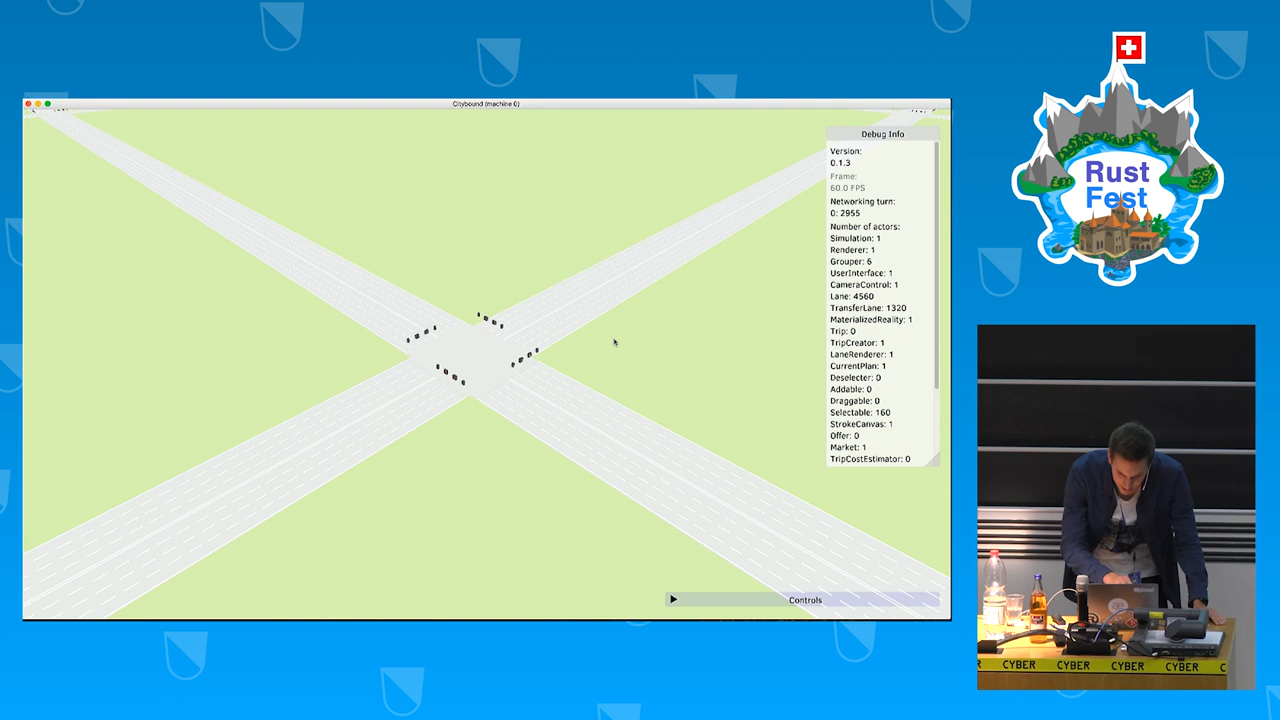 Citybound (machine 0)
Debug Info
Version:
0.1.3
Frame:
60.0 FPS
Networking turn:
0: 2955
Number of actors:
Simulation: 1
Renderer: 1
Grouper: 6
UserInterface: 1
CameraControl: 1
Lane: 4560
TransferLane: 1320
MaterializedReality: 1
Trip: 0
TripCreator: 1
LaneRenderer: 1
CurrentPlan: 1
Deselecter: 0
Addable: 0
Draggable: 0
Selectable: 160
StrokeCanvas: 1
Offer: 0
Market: 1
TripCostEstimator: 0
Controls
Rust
Fest
CYBER CYBER CYBER CYBER